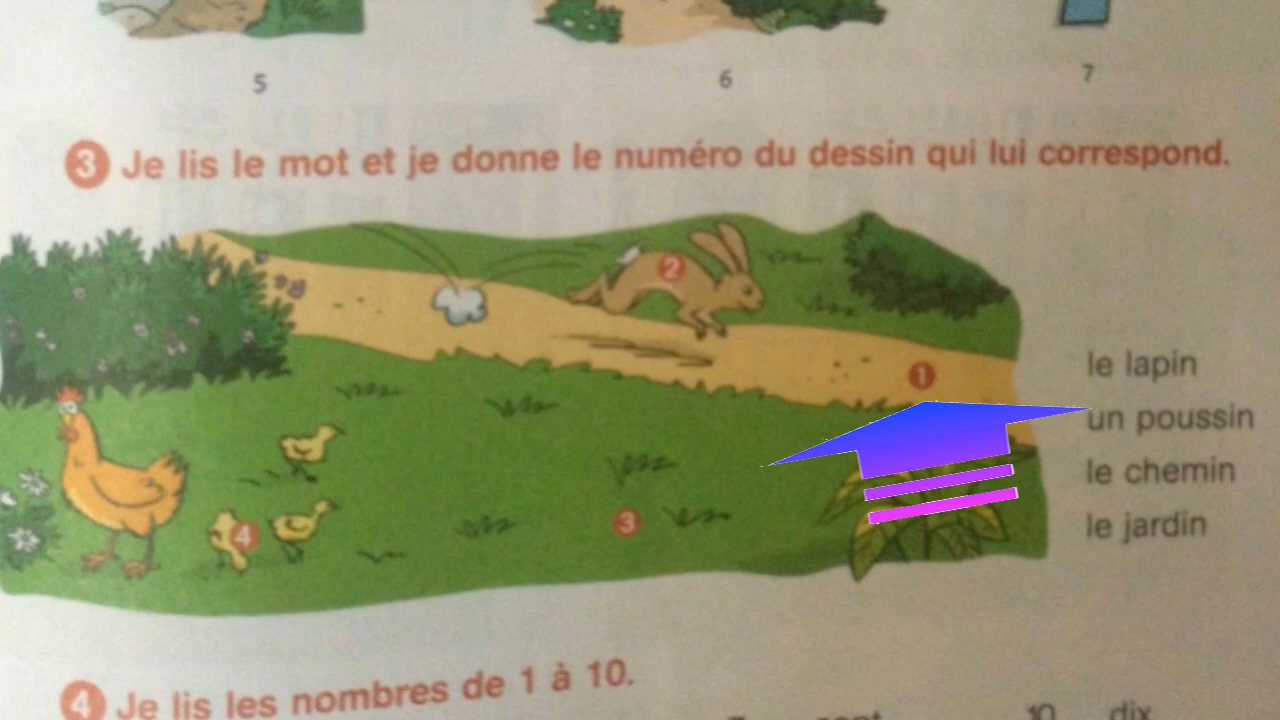 5 6 7
3 Je lis le mot et je donne le numéro du dessin qui lui correspond.
2
1
le lapin
un poussin
le chemin
3
4
le jardin
4 Je lis les nombres de 1 à 10.
10 dix